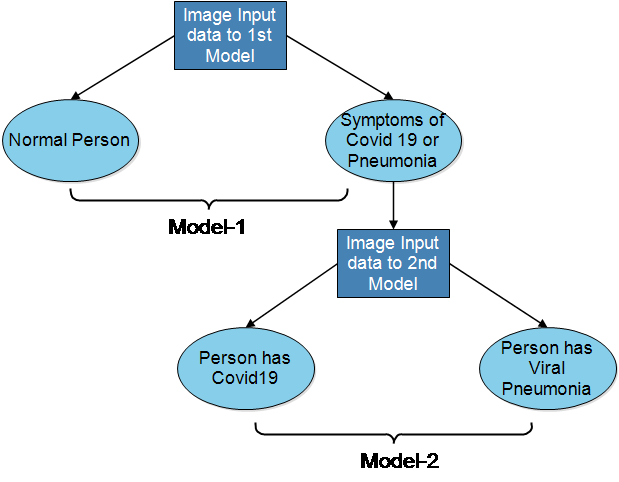 Image Input
data to 1st
Model
Normal Person
Symptoms of
Covid 19 or
Pneumonia
Model-1
Image Input
data to 2nd
Model
Person has
Covid19
Person has
Viral
Pneumonia
Model-2